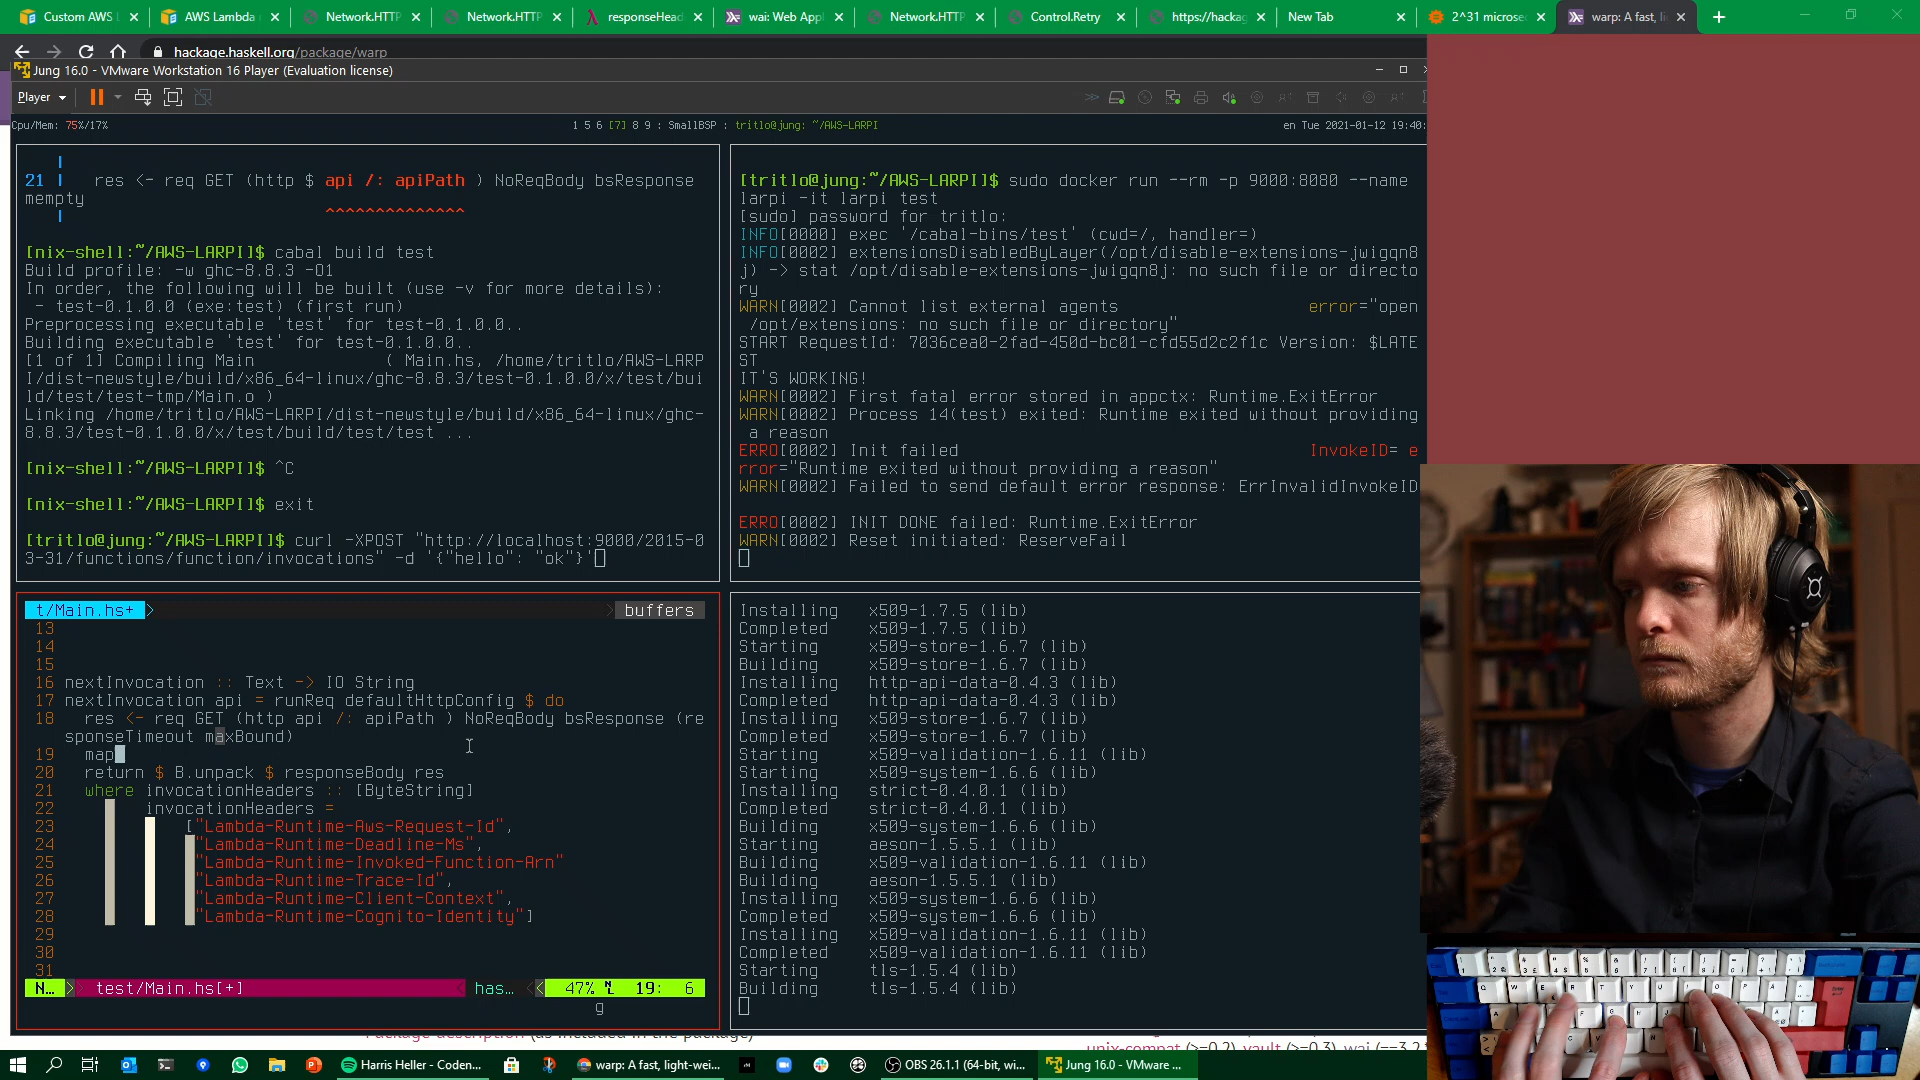 Custom AWS L
AWS Lambda
Network.HTTP
Network.HTTP
responseHead
wai: Web Appl
Network.HTTP
Control.Retry
https://hackag
New Tab
2^31 microsec
warp: A fast, li
hackage.haskell.org/package/warp
Jung 16.0 - VMware Workstation 16 Player (Evaluation license)
Player
Cpu/Mem: 75%/17%
1 5 6 [7] 8 9 : SmallBSP : tritlo@jung: ~/AWS-LARPI
en Tue 2021-01-12 19:40:
|
21 |   res <- req GET (http $ api /: apiPath ) NoReqBody bsResponse
mempty
| ^^^^^^^^^^^^^^
[nix-shell:~/AWS-LARPI]$ cabal build test
Build profile: -w ghc-8.8.3 -O1
In order, the following will be built (use -v for more details):
- test-0.1.0.0 (exe:test) (first run)
Preprocessing executable 'test' for test-0.1.0.0..
Building executable 'test' for test-0.1.0.0..
[1 of 1] Compiling Main             ( Main.hs, /home/tritlo/AWS-LARP
I/dist-newstyle/build/x86_64-linux/ghc-8.8.3/test-0.1.0.0/x/test/bui
ld/test/test-tmp/Main.o )
Linking /home/tritlo/AWS-LARPI/dist-newstyle/build/x86_64-linux/ghc-
8.8.3/test-0.1.0.0/x/test/build/test/test ...
[nix-shell:~/AWS-LARPI]$ ^C
[nix-shell:~/AWS-LARPI]$ exit
[tritlo@jung:~/AWS-LARPI]$ curl -XPOST "http://localhost:9000/2015-0
3-31/functions/function/invocations" -d '{"hello": "ok"}'
[tritlo@jung:~/AWS-LARPI]$ sudo docker run --rm -p 9000:8080 --name
larpi -it larpi test
[sudo] password for tritlo:
INFO[0000] exec '/cabal-bins/test' (cwd=/, handler=)
INFO[0002] extensionsDisabledByLayer(/opt/disable-extensions-jwigqn8
j) -> stat /opt/disable-extensions-jwigqn8j: no such file or directo
ry
WARN[0002] Cannot list external agents                error="open
/opt/extensions: no such file or directory"
START RequestId: 7036cea0-2fad-450d-bc01-cfd55d2c2f1c Version: $LATE
ST
IT'S WORKING!
WARN[0002] First fatal error stored in appctx: Runtime.ExitError
WARN[0002] Process 14(test) exited: Runtime exited without providing
a reason
ERRO[0002] Init failed                                InvokeID= e
rror="Runtime exited without providing a reason"
WARN[0002] Failed to send default error response: ErrInvalidInvokeID
ERRO[0002] INIT DONE failed: Runtime.ExitError
WARN[0002] Reset initiated: ReserveFail
t/Main.hs+
buffers
13
14
15
16 nextInvocation :: Text -> IO String
17 nextInvocation api = runReq defaultHttpConfig $ do
18   res <- req GET (http api /: apiPath ) NoReqBody bsResponse (re
sponseTimeout maxBound)
19   map
20   return $ B.unpack $ responseBody res
21   where invocationHeaders :: [ByteString]
22         invocationHeaders =
23             ["Lambda-Runtime-Aws-Request-Id",
24              "Lambda-Runtime-Deadline-Ms",
25              "Lambda-Runtime-Invoked-Function-Arn"
26              "Lambda-Runtime-Trace-Id",
27              "Lambda-Runtime-Client-Context",
28              "Lambda-Runtime-Cognito-Identity"]
29
30
31
N… test/Main.hs[+] has… 47% 19: 6
g
Installing   x509-1.7.5 (lib)
Completed    x509-1.7.5 (lib)
Starting     x509-store-1.6.7 (lib)
Building     x509-store-1.6.7 (lib)
Installing   http-api-data-0.4.3 (lib)
Completed    http-api-data-0.4.3 (lib)
Installing   x509-store-1.6.7 (lib)
Completed    x509-store-1.6.7 (lib)
Starting     x509-validation-1.6.11 (lib)
Starting     x509-system-1.6.6 (lib)
Installing   strict-0.4.0.1 (lib)
Completed    strict-0.4.0.1 (lib)
Building     x509-system-1.6.6 (lib)
Starting     aeson-1.5.5.1 (lib)
Building     x509-validation-1.6.11 (lib)
Building     aeson-1.5.5.1 (lib)
Installing   x509-system-1.6.6 (lib)
Completed    x509-system-1.6.6 (lib)
Installing   x509-validation-1.6.11 (lib)
Completed    x509-validation-1.6.11 (lib)
Starting     tls-1.5.4 (lib)
Building     tls-1.5.4 (lib)
Harris Heller - Coden...
warp: A fast, light-wei...
OBS 26.1.1 (64-bit, wi...
Jung 16.0 - VMware ...